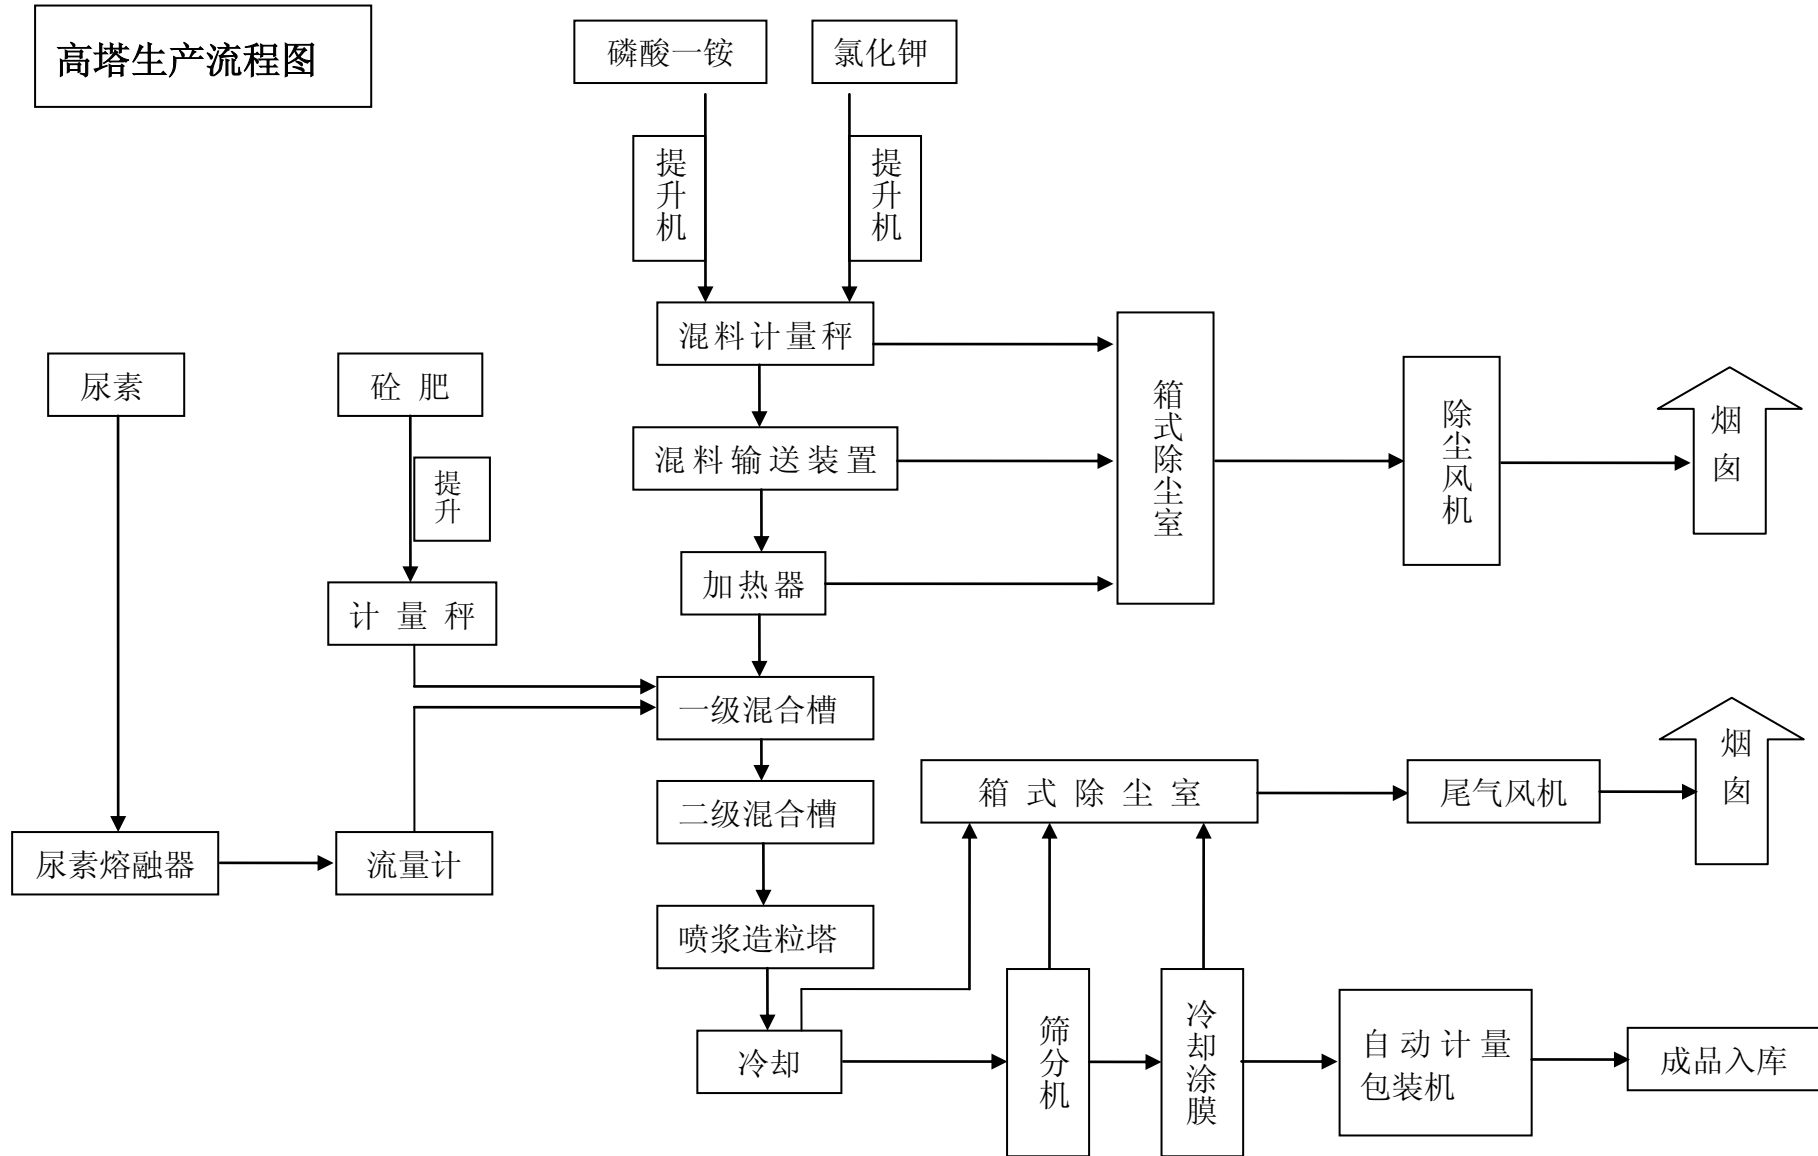 高塔生产流程图
磷酸一铵
氯化钾
提升机
提升机
混料计量秤
尿素
砼 肥
箱式除尘室
除尘风机
烟囱
混料输送装置
提升
加热器
计 量 秤
一级混合槽
烟囱
箱 式 除 尘 室
尾气风机
二级混合槽
尿素熔融器
流量计
喷浆造粒塔
冷却
筛分机
冷却涂膜
自 动 计 量
包装机
成品入库